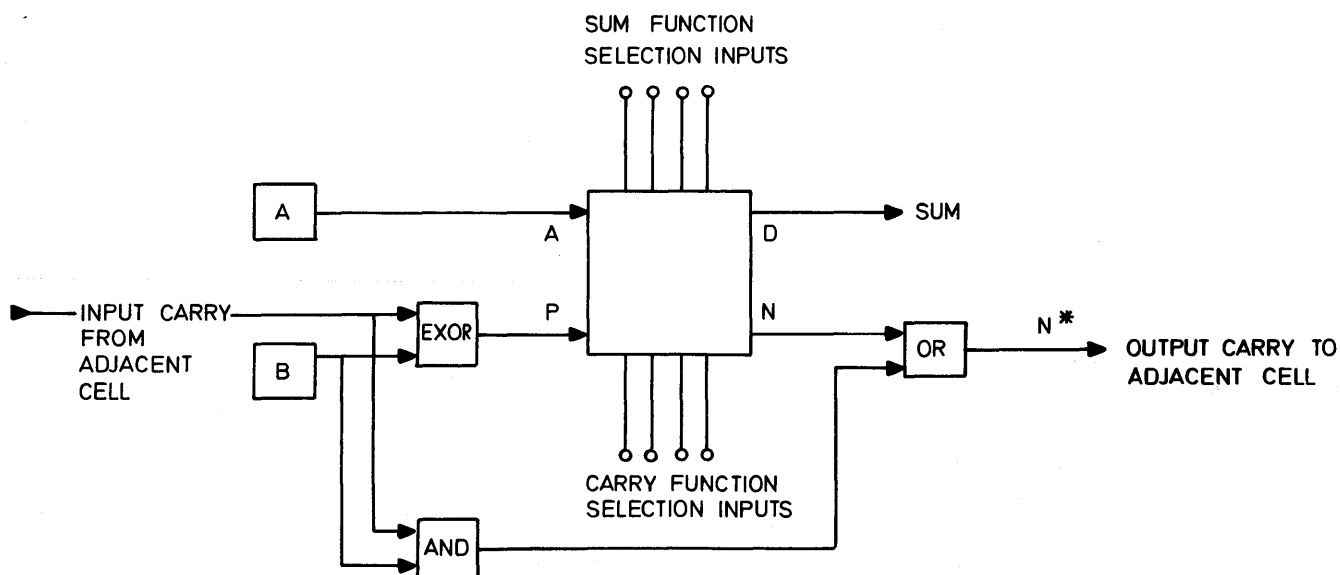 SUM FUNCTION
SELECTION INPUTS
A
A
D
SUM
INPUT CARRY
FROM
ADJACENT
CELL
EXOR
P
N
B
OR
N*
OUTPUT CARRY TO
ADJACENT CELL
CARRY FUNCTION
SELECTION INPUTS
AND